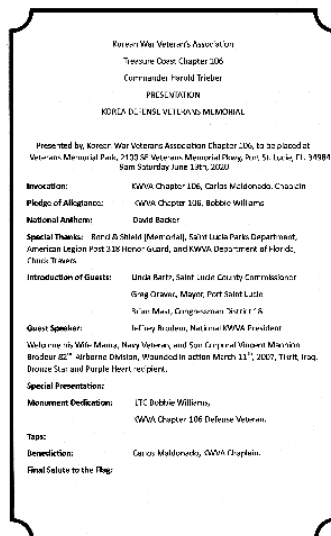 Korean War Veteran's Association
Treasure Coast Chapter 106
Commander Harold Trieber
PRESENTATION
KOREA DEFENSE VETERANS MEMORIAL
Presented by, Korean War Veterans Association Chapter 106, to be placed at
Veterans Memorial Park, 2100 SE Veterans Memorial Pkwy, Port St. Lucie, FL. 34984
9am Saturday June 13th, 2020
Invocation: KWVA Chapter 106, Carlos Maldonado, Chaplain
Pledge of Allegiance: KWVA Chapter 106, Bobbie Williams
National Anthem: David Backer
Special Thanks: Rond & Shield (Memorial), Saint Lucie Parks Department,
American Legion Post 318 Honor Guard, and KWVA Department of Florida,
Chuck Travers
Introduction of Guests: Linda Bartz, Saint Lucie County Commissioner
Greg Oravec, Mayor, Port Saint Lucie
Brian Mast, Congressman District 18
Guest Speaker: Jeffrey Brodeur, National KWVA President
Welcome his Wife Mama, Navy Veteran, and Son Corporal Vincent Mannion
Brodeur 82nd Airborne Division, Wounded in action March 11th, 2007, Tikrit, Iraq.
Bronze Star and Purple Heart recipient.
Special Presentation:
Monument Dedication: LTC Bobbie Williams,
KWVA Chapter 106 Defense Veteran.
Taps:
Benediction: Carlos Maldonado, KWVA Chaplain.
Final Salute to the Flag: